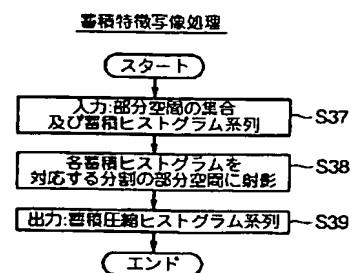 蓄積特徴写像処理
スタート
入力:部分空間の集合
及び蓄積ヒストグラム系列
S37
各蓄積ヒストグラムを
対応する分割の部分空間に射影
S38
出力:蓄積圧縮ヒストグラム系列
S39
エンド